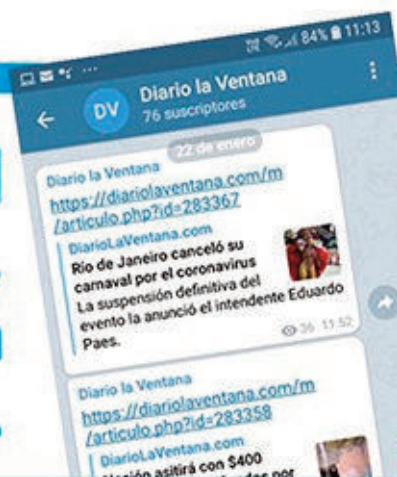 84% 11:13
DV
Diario la Ventana
76 suscriptores
22 de enero
Diario la Ventana
https://diariolaventana.com/m
/articulo.php?id=283367
DiarioLaVentana.com
Rio de Janeiro canceló su
carnaval por el coronavirus
La suspensión definitiva del
evento la anunció el intendente Eduardo
Paes.
36 11:52
Diario la Ventana
https://diariolaventana.com/m
/articulo.php?id=283358
DiarioLaVentana.com
asitirá con $400
por